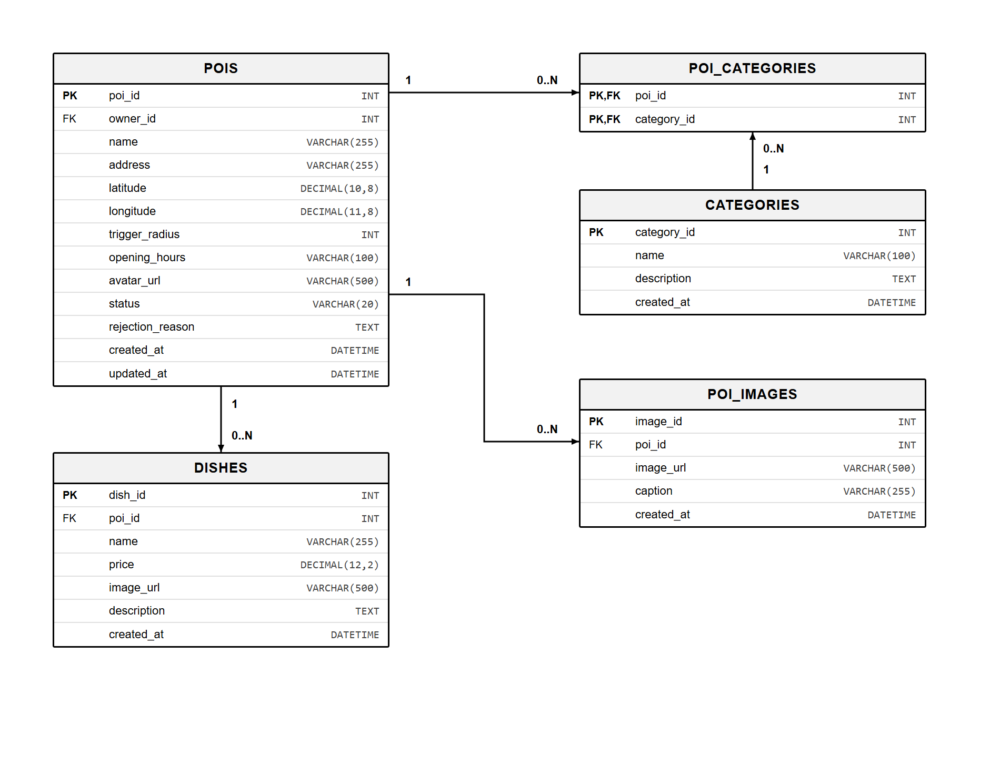 POIS
PK poi_id INT
FK owner_id INT
name VARCHAR(255)
address VARCHAR(255)
latitude DECIMAL(10,8)
longitude DECIMAL(11,8)
trigger_radius INT
opening_hours VARCHAR(100)
avatar_url VARCHAR(500)
status VARCHAR(20)
rejection_reason TEXT
created_at DATETIME
updated_at DATETIME
1 0..N
POI_CATEGORIES
PK,FK poi_id INT
PK,FK category_id INT
0..N
1
CATEGORIES
PK category_id INT
name VARCHAR(100)
description TEXT
created_at DATETIME
1
0..N
POI_IMAGES
PK image_id INT
FK poi_id INT
image_url VARCHAR(500)
caption VARCHAR(255)
created_at DATETIME
1
0..N
DISHES
PK dish_id INT
FK poi_id INT
name VARCHAR(255)
price DECIMAL(12,2)
image_url VARCHAR(500)
description TEXT
created_at DATETIME